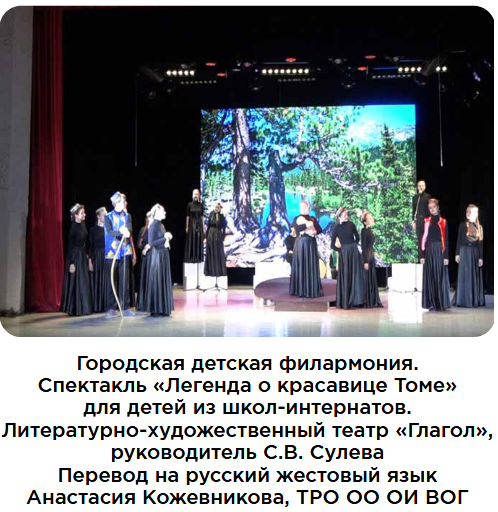 Городская детская филармония.
Спектакль «Легенда о красавице Томе»
для детей из школ-интернатов.
Литературно-художественный театр «Глагол»,
руководитель С.В. Сулева
Перевод на русский жестовый язык
Анастасия Кожевникова, ТРО ОО ОИ ВОГ